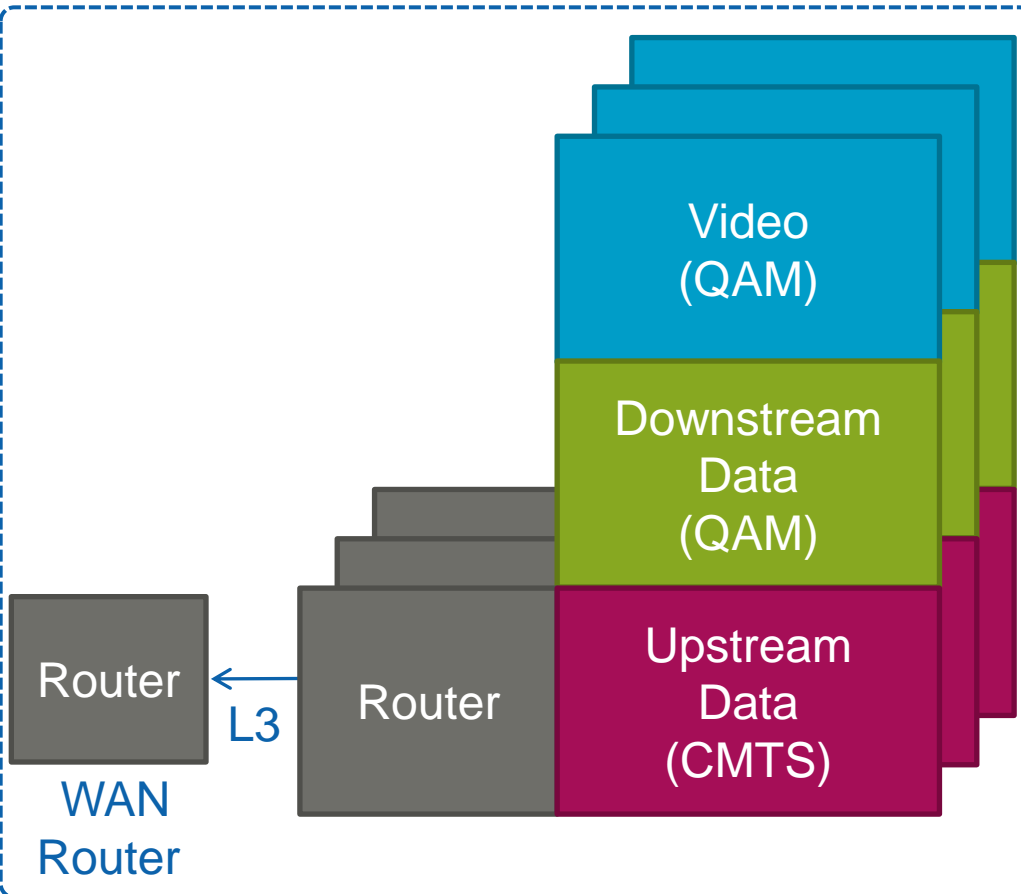 Video
(QAM)
Downstream
Data
(QAM)
Router
L3
Router
Upstream
Data
(CMTS)
WAN
Router